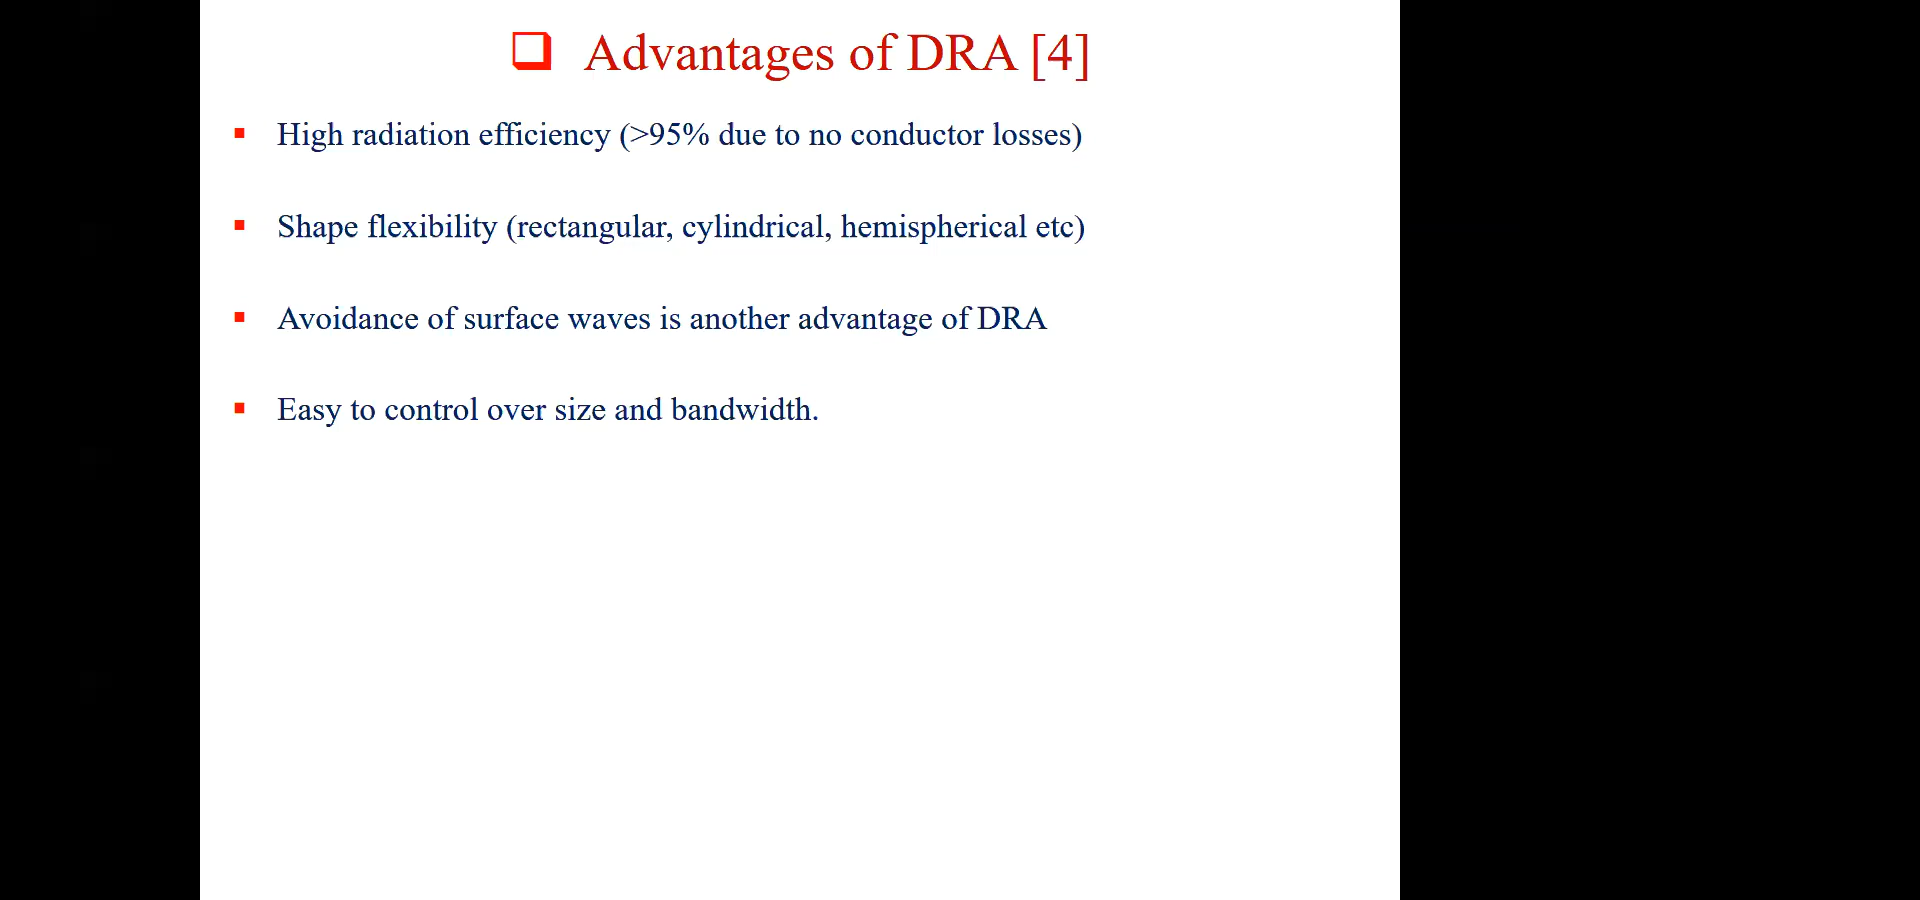 ❑ Advantages of DRA [4]
▪ High radiation efficiency (>95% due to no conductor losses)
▪ Shape flexibility (rectangular, cylindrical, hemispherical etc)
▪ Avoidance of surface waves is another advantage of DRA
▪ Easy to control over size and bandwidth.